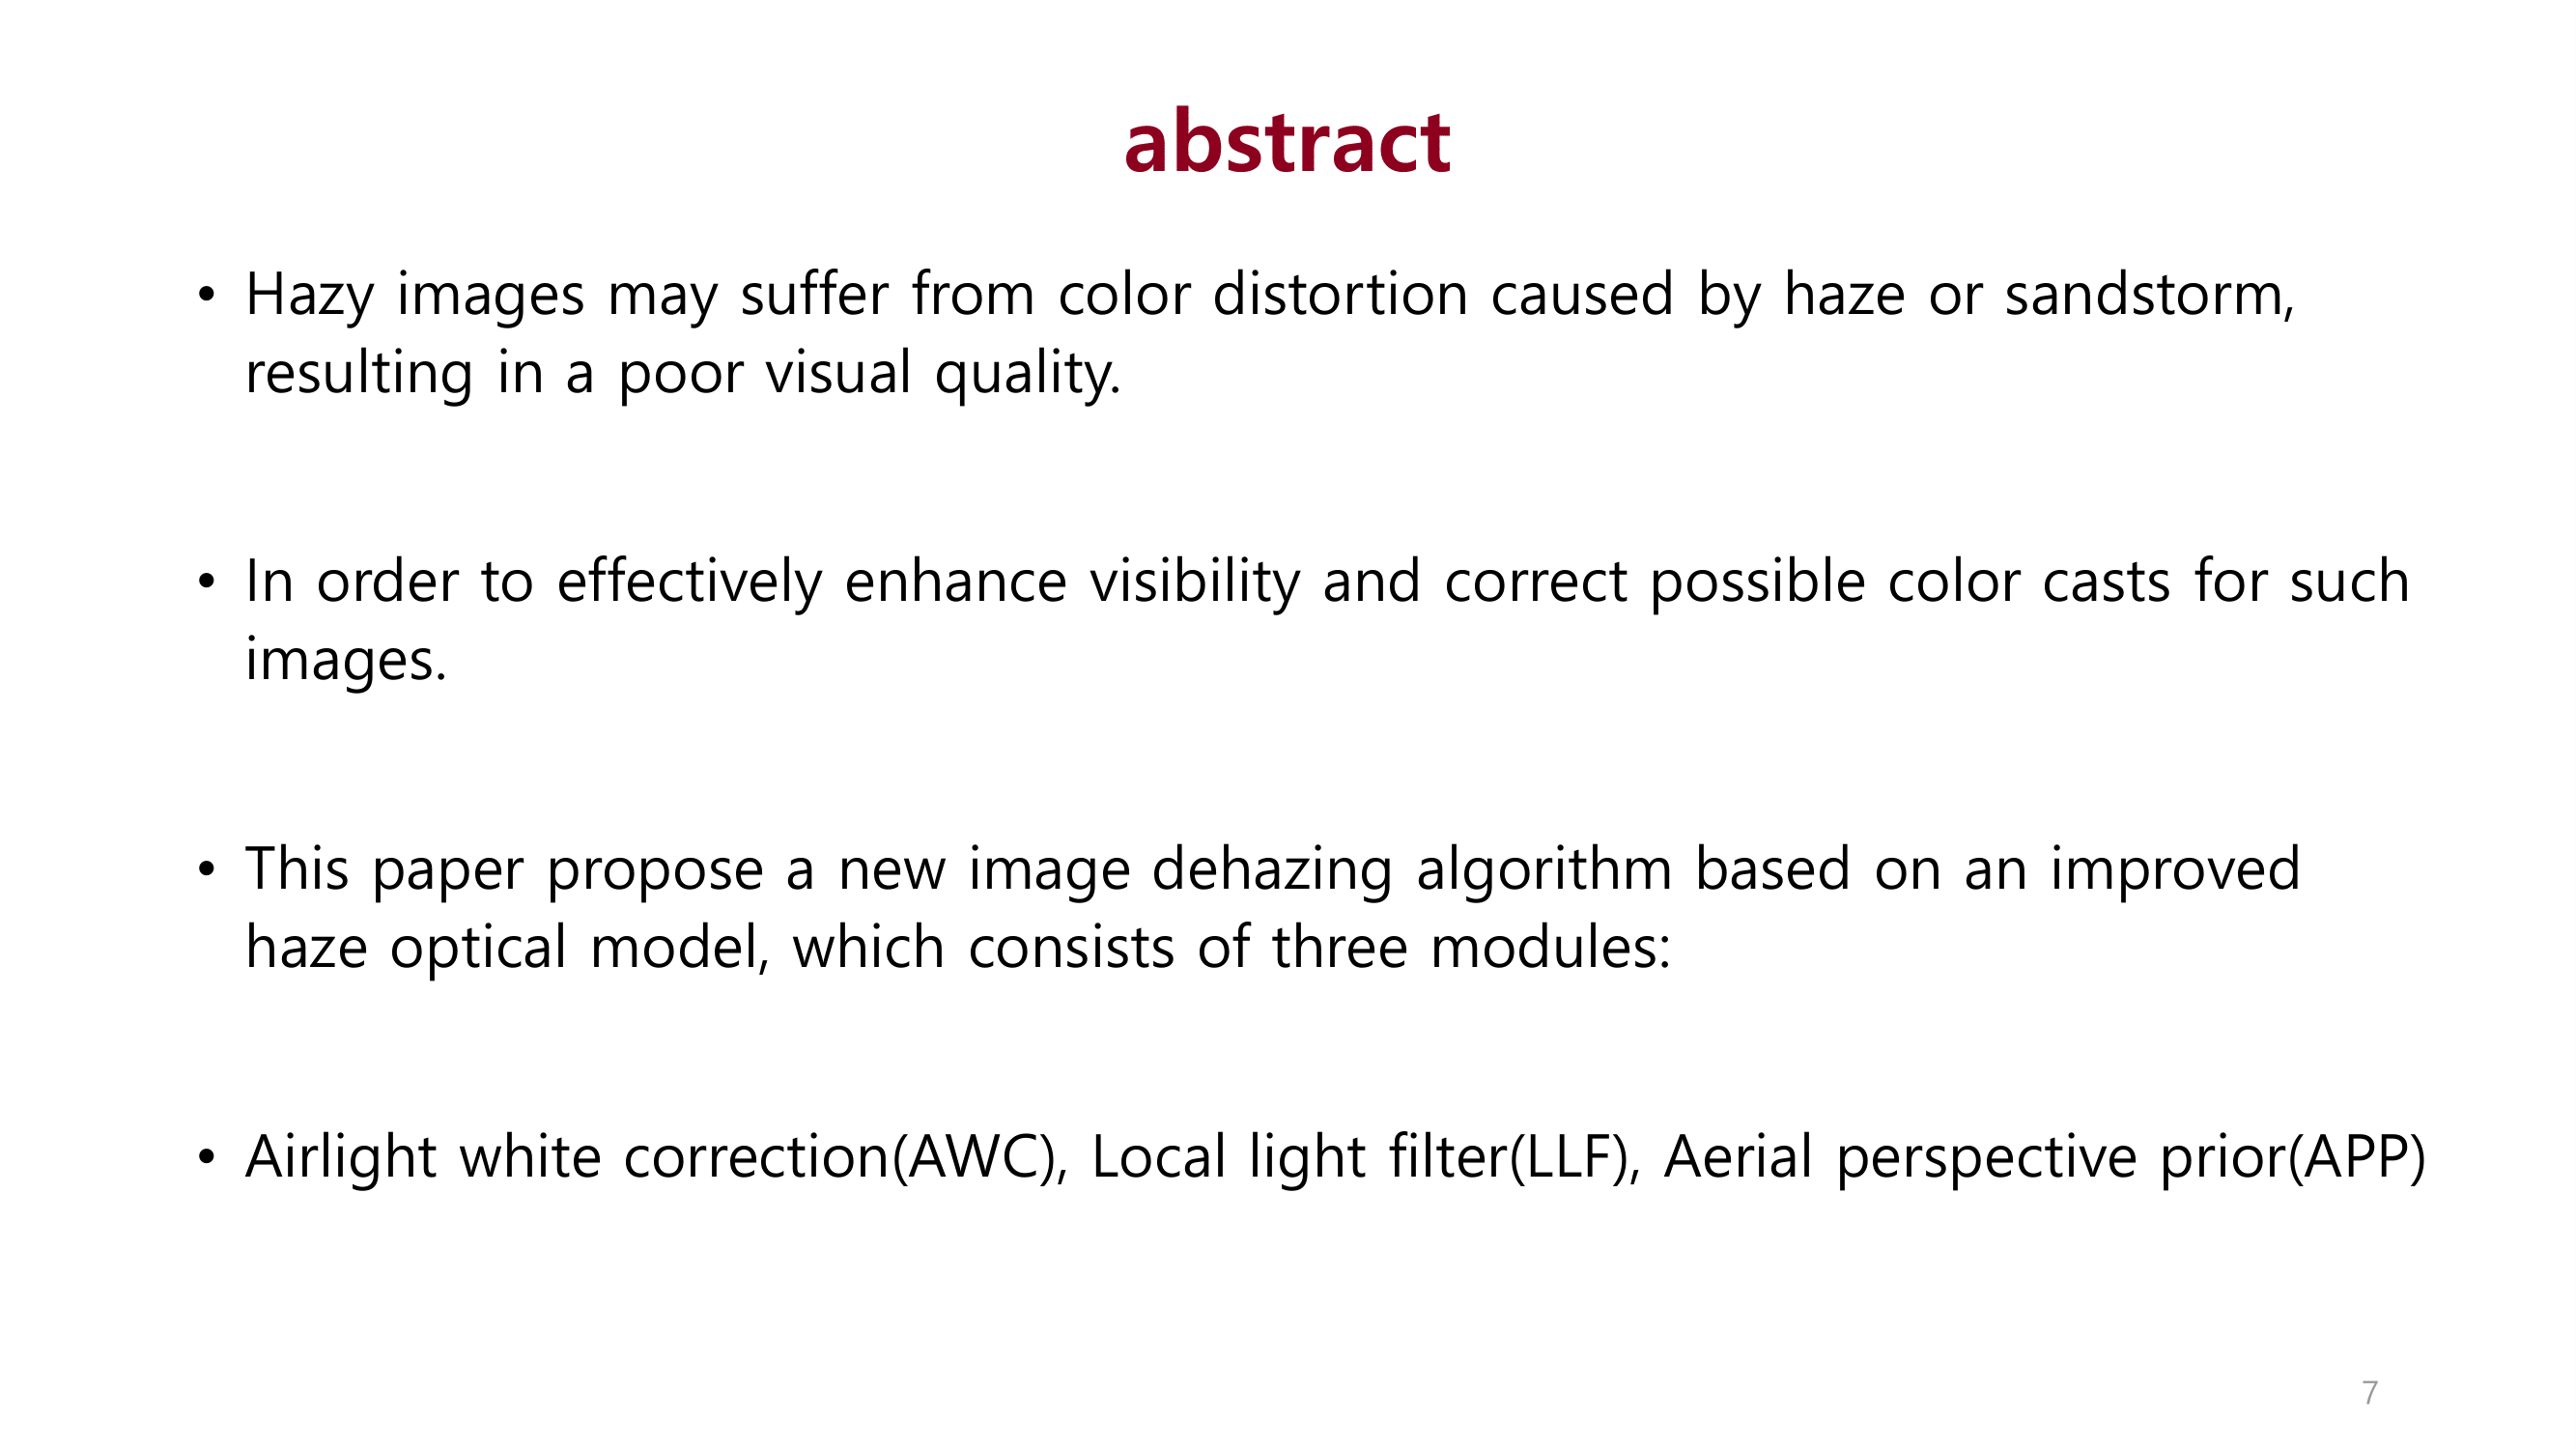 abstract
• Hazy images may suffer from color distortion caused by haze or sandstorm,
resulting in a poor visual quality.
• In order to effectively enhance visibility and correct possible color casts for such
images.
• This paper propose a new image dehazing algorithm based on an improved
haze optical model, which consists of three modules:
• Airlight white correction(AWC), Local light filter(LLF), Aerial perspective prior(APP)
7